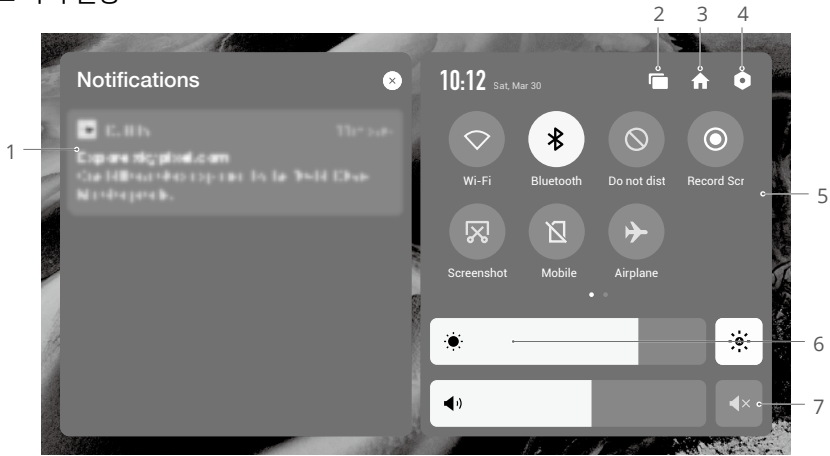 2 3 4
Notifications
10:12 Sat, Mar 30
1
Wi-Fi Bluetooth Do not dist Record Scr
5
Screenshot Mobile Airplane
6
7